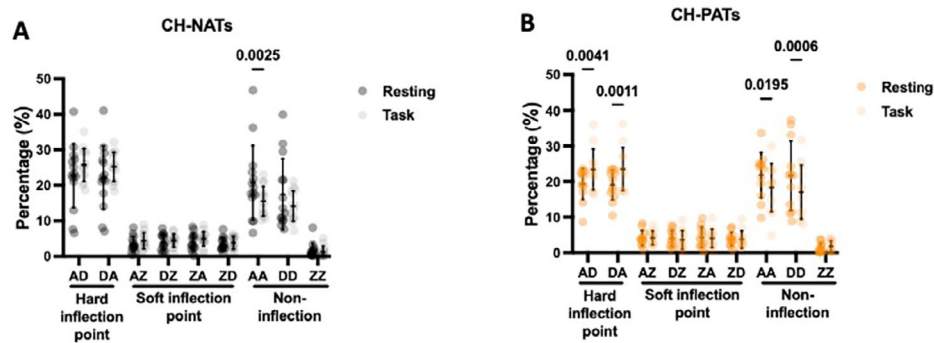 A
CH-NATs
0.0025
Percentage (%)
50
40
30
20
10
0
Resting
Task
AD DA AZ DZ ZA ZD AA DD ZZ
Hard
inflection
point
Soft inflection
point
Non-
inflection
B
CH-PATs
0.0041
0.0011
0.0195
0.0006
Percentage (%)
50
40
30
20
10
0
Resting
Task
AD DA AZ DZ ZA ZD AA DD ZZ
Hard
inflection
point
Soft inflection
point
Non-
inflection